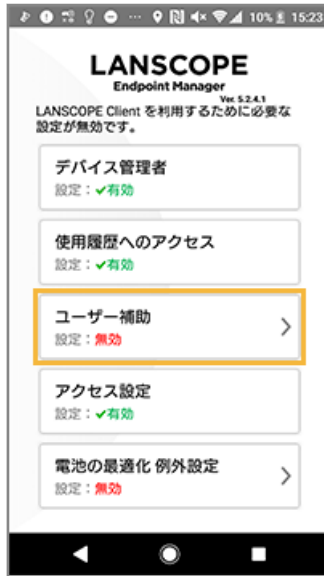 10% 15:23
LANSCOPE
Endpoint Manager
Ver. 5.2.4.1
LANSCOPE Client を利用するために必要な
設定が無効です。
デバイス管理者
設定：✔有効
使用履歴へのアクセス
設定：✔有効
ユーザー補助
設定：無効
アクセス設定
設定：✔有効
電池の最適化 例外設定
設定：無効